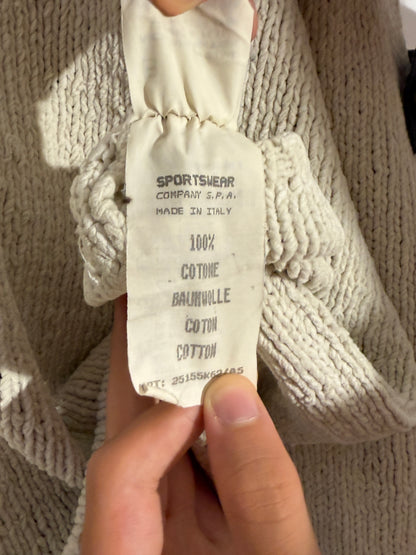 SPORTSWEAR
COMPANY S.P.A.
MADE IN ITALY
100%
COTONE
BAUMWOLLE
COTON
COTTON